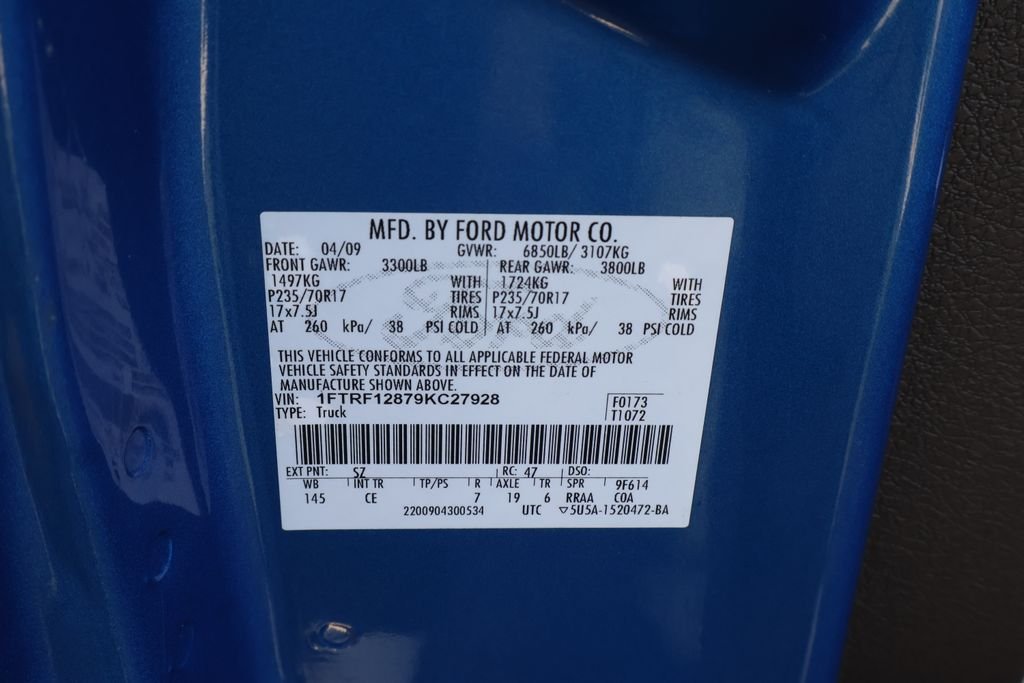 MFD. BY FORD MOTOR CO.
DATE: 04/09 GVWR: 6850LB/ 3107KG
FRONT GAWR: 3300LB REAR GAWR: 3800LB
1497KG WITH 1724KG WITH
P235/70R17 TIRES P235/70R17 TIRES
17x7.5J RIMS 17x7.5J RIMS
AT 260 kPa/ 38 PSI COLD AT 260 kPa/ 38 PSI COLD
Ford
THIS VEHICLE CONFORMS TO ALL APPLICABLE FEDERAL MOTOR
VEHICLE SAFETY STANDARDS IN EFFECT ON THE DATE OF
MANUFACTURE SHOWN ABOVE.
VIN: 1FTRF12879KC27928 F0173
TYPE: Truck T1072
EXT PNT: SZ RC: 47 DSO:
WB INT TR TP/PS R AXLE TR SPR 9F614
145 CE 7 19 6 RRAA COA
2200904300534 UTC ▽5U5A-1520472-BA